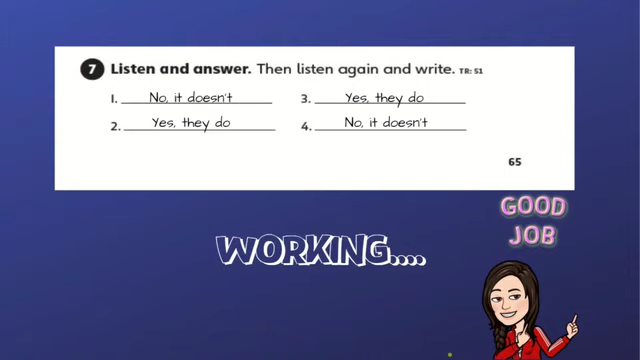 7 Listen and answer. Then listen again and write. TR: 51
1. No, it doesn't 3. Yes, they do
2. Yes, they do 4. No, it doesn't
65
GOOD
JOB
WORKING....